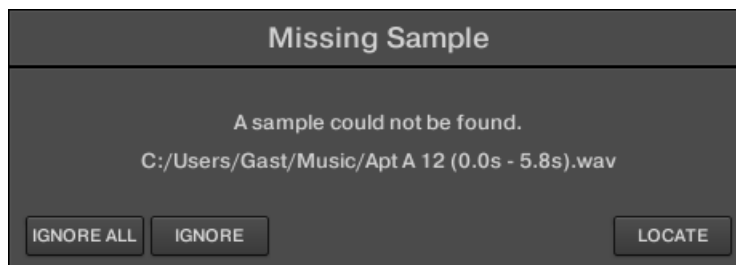 Missing Sample
A sample could not be found.
C:/Users/Gast/Music/Apt A 12 (0.0s - 5.8s).wav
IGNORE ALL IGNORE LOCATE